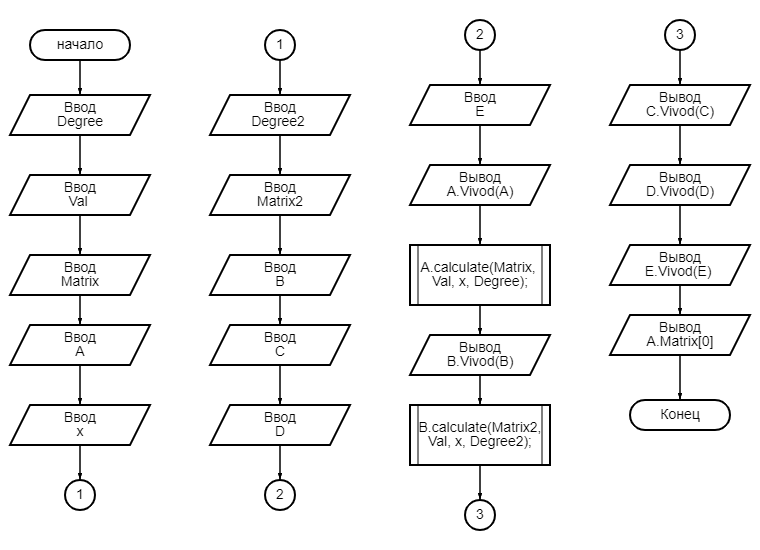 начало
Ввод
Degree
Ввод
Val
Ввод
Matrix
Ввод
A
Ввод
x
1
1
Ввод
Degree2
Ввод
Matrix2
Ввод
B
Ввод
C
Ввод
D
2
2
Ввод
E
Вывод
A.Vivod(A)
A.calculate(Matrix,
Val, x, Degree);
Вывод
B.Vivod(B)
B.calculate(Matrix2,
Val, x, Degree2);
3
3
Вывод
C.Vivod(C)
Вывод
D.Vivod(D)
Вывод
E.Vivod(E)
Вывод
A.Matrix[0]
Конец